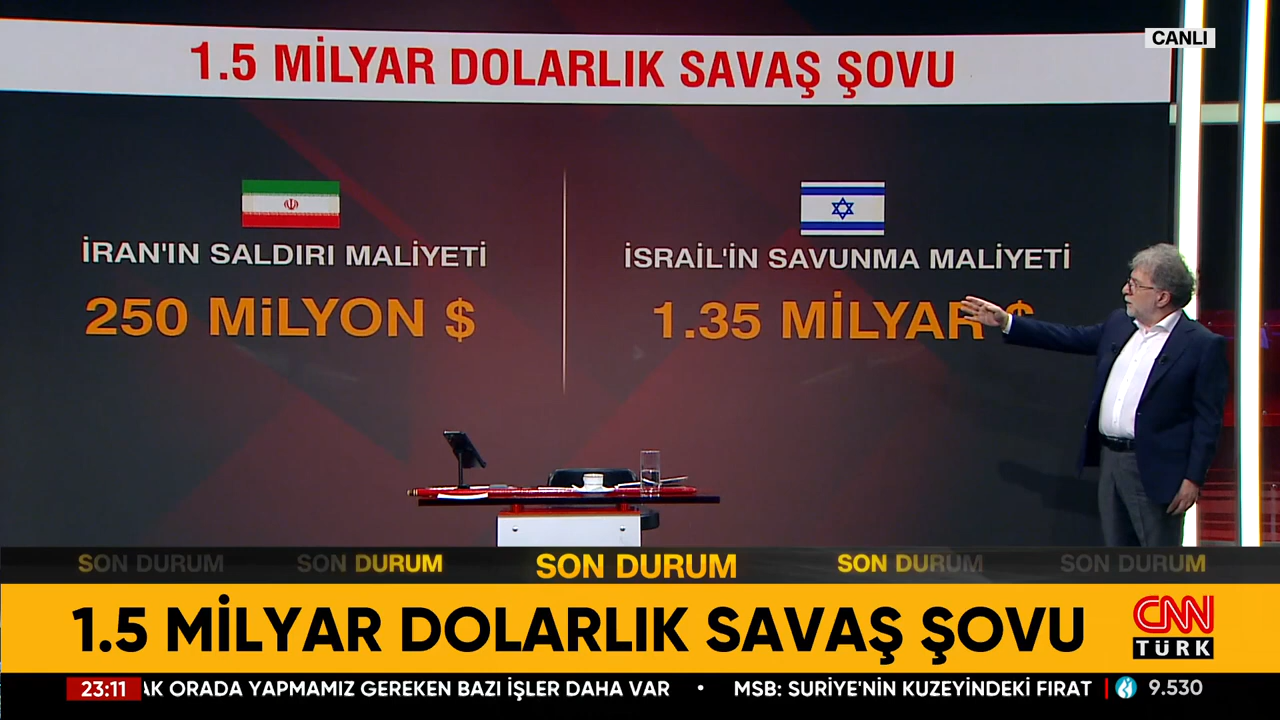 CANLI
1.5 MİLYAR DOLARLIK SAVAŞ ŞOVU
İRAN'IN SALDIRI MALİYETİ
250 MiLYON $
İSRAİL'İN SAVUNMA MALİYETİ
1.35 MİLYAR $
SON DURUM SON DURUM SON DURUM SON DURUM SON DURUM
1.5 MİLYAR DOLARLIK SAVAŞ ŞOVU
CNN
TÜRK
23:11 AK ORADA YAPMAMIZ GEREKEN BAZI İŞLER DAHA VAR • MSB: SURİYE'NİN KUZEYİNDEKİ FIRAT 9.530